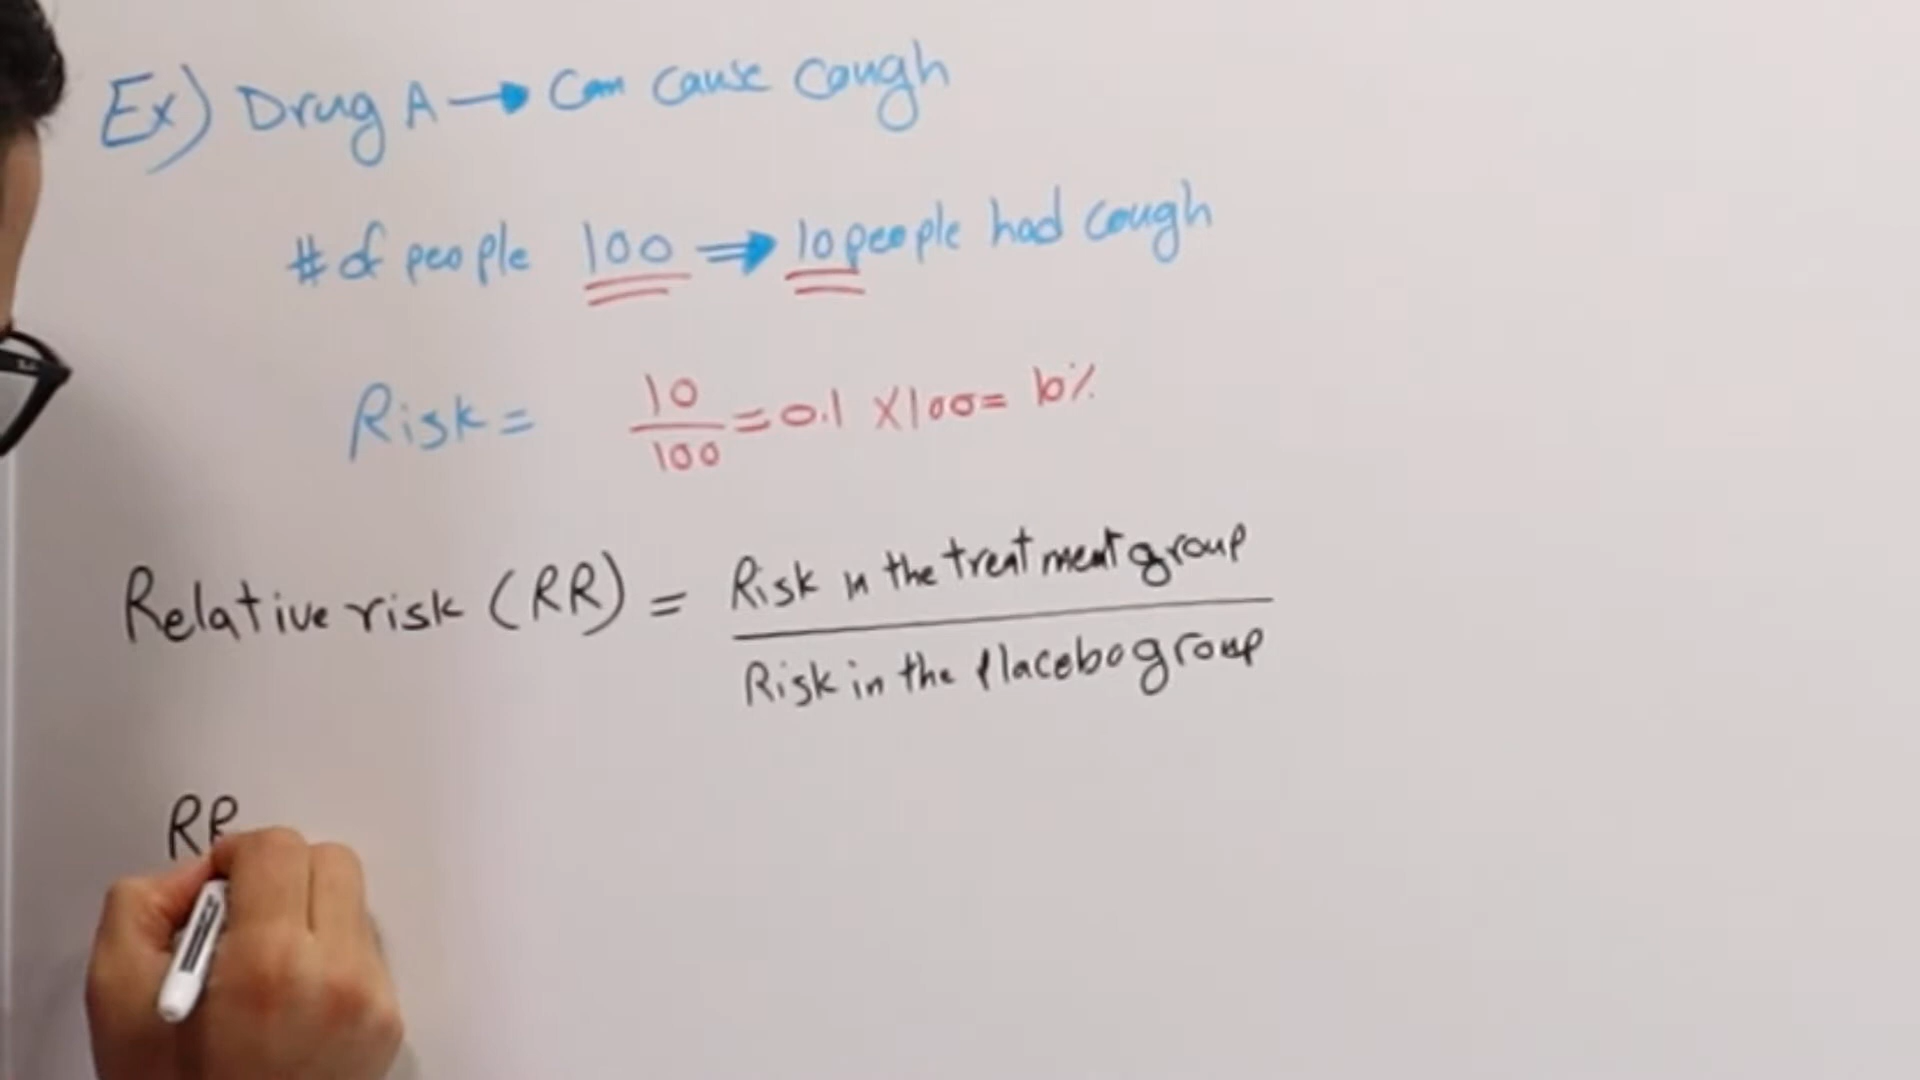 Ex) Drug A → Can cause cough
# of people 100 ⇒ 10 people had cough
Risk = 10/100 = 0.1 X100= 10%
Relative risk (RR) = Risk in the treatment group
Risk in the placebo group
RR